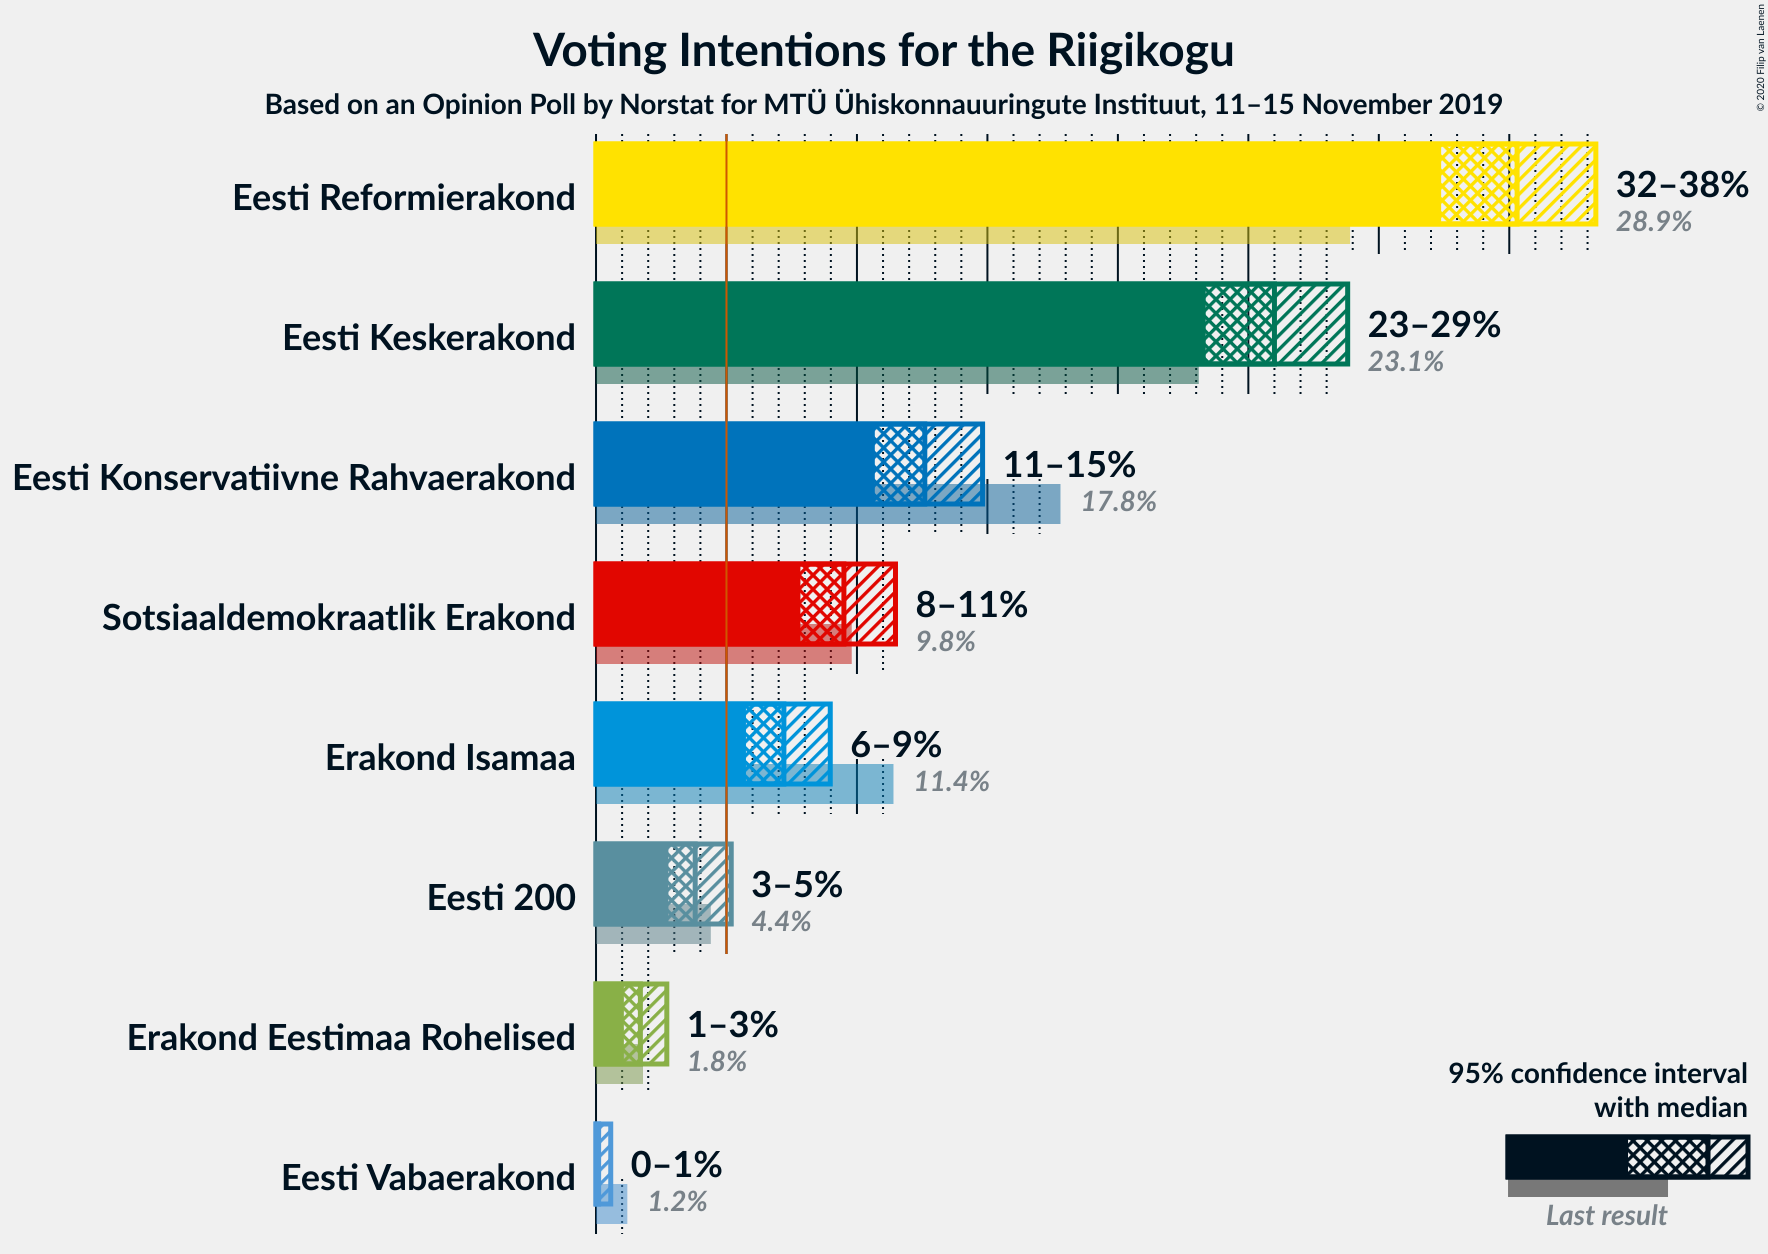 Voting Intentions for the Riigikogu
Based on an Opinion Poll by Norstat for MTÜ Ühiskonnauuringute Instituut, 11–15 November 2019
© 2020 Filip van Laenen
Eesti Reformierakond
32–38%
28.9%
Eesti Keskerakond
23–29%
23.1%
Eesti Konservatiivne Rahvaerakond
11–15%
17.8%
Sotsiaaldemokraatlik Erakond
8–11%
9.8%
Erakond Isamaa
6–9%
11.4%
Eesti 200
3–5%
4.4%
Erakond Eestimaa Rohelised
1–3%
1.8%
Eesti Vabaerakond
0–1%
1.2%
95% confidence interval
with median
Last result